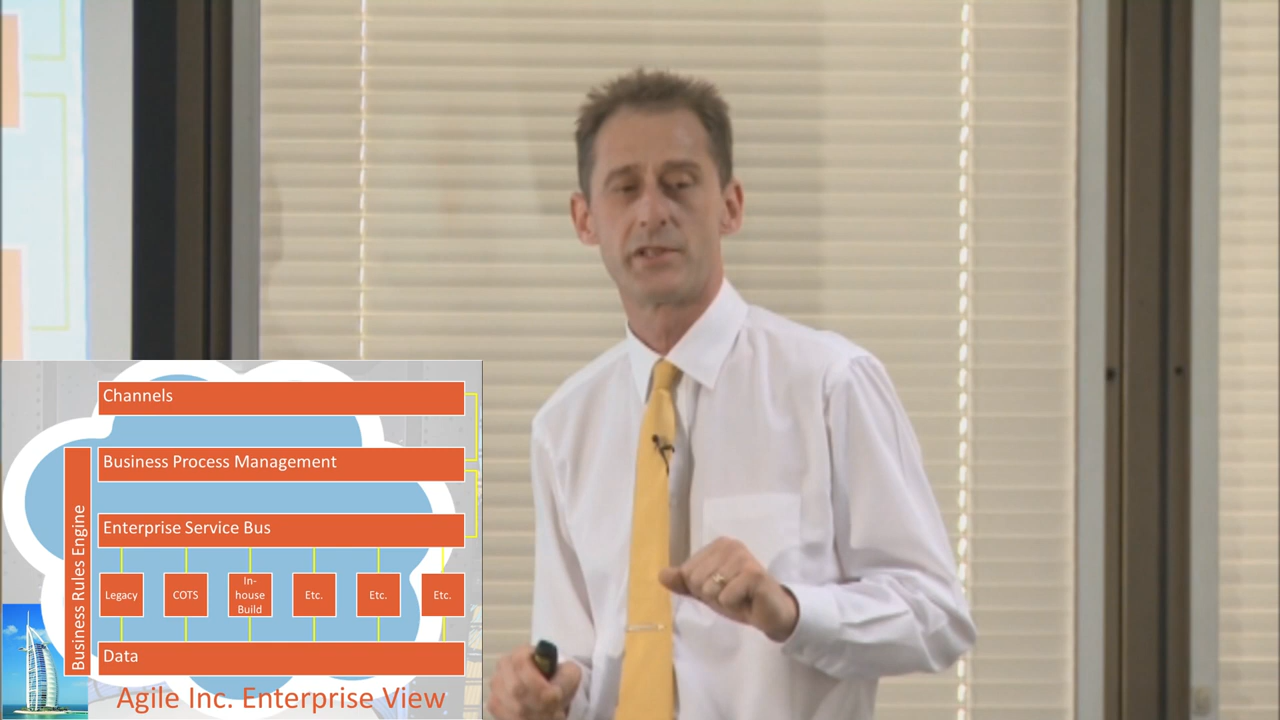 Channels
Business Process Management
Enterprise Service Bus
Business Rules Engine
Legacy
COTS
In-
house
Build
Etc.
Etc.
Etc.
Data
Agile Inc. Enterprise View